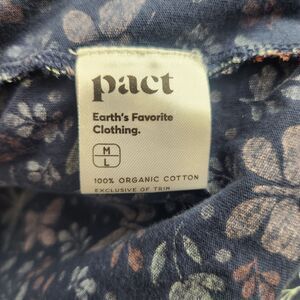 pact
Earth's Favorite
Clothing.
M
L
100% ORGANIC COTTON
EXCLUSIVE OF TRIM